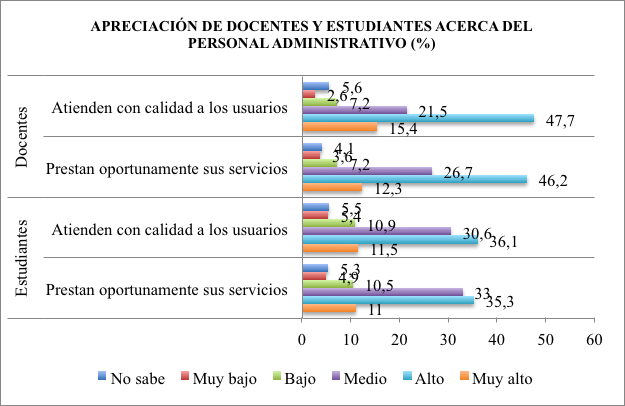 APRECIACIÓN DE DOCENTES Y ESTUDIANTES ACERCA DEL
PERSONAL ADMINISTRATIVO (%)
Docentes
Atienden con calidad a los usuarios
5,6
2,6
7,2
21,5
47,7
15,4
Prestan oportunamente sus servicios
4,1
3,6
7,2
26,7
46,2
12,3
Estudiantes
Atienden con calidad a los usuarios
5,5
5,4
10,9
30,6
36,1
11,5
Prestan oportunamente sus servicios
5,3
4,9
10,5
33
35,3
11
0 10 20 30 40 50 60
No sabe Muy bajo Bajo Medio Alto Muy alto